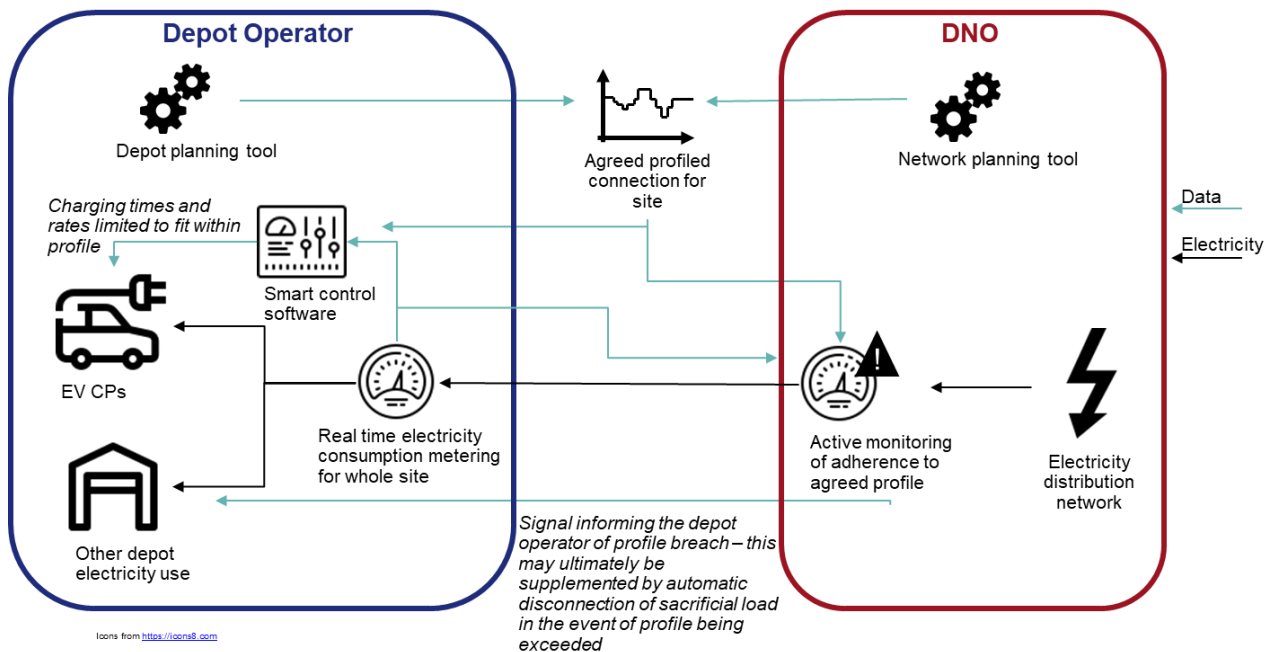 Depot Operator
DNO
Depot planning tool
Agreed profiled
connection for
site
Network planning tool
Data
Electricity
Charging times and
rates limited to fit within
profile
Smart control
software
EV CPs
Real time electricity
consumption metering
for whole site
Active monitoring
of adherence to
agreed profile
Electricity
distribution
network
Other depot
electricity use
Signal informing the depot
operator of profile breach – this
may ultimately be
supplemented by automatic
disconnection of sacrificial load
in the event of profile being
exceeded
Icons from https://icons8.com